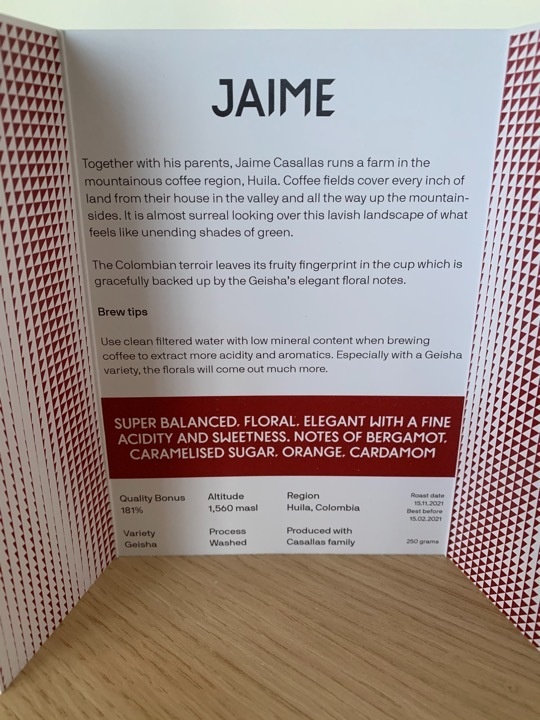 JAIME
Together with his parents, Jaime Casallas runs a farm in the
mountainous coffee region, Huila. Coffee fields cover every inch of
land from their house in the valley and all the way up the mountain-
sides. It is almost surreal looking over this lavish landscape of what
feels like unending shades of green.
The Colombian terroir leaves its fruity fingerprint in the cup which is
gracefully backed up by the Geisha's elegant floral notes.
Brew tips
Use clean filtered water with low mineral content when brewing
coffee to extract more acidity and aromatics. Especially with a Geisha
variety, the florals will come out much more.
SUPER BALANCED, FLORAL, ELEGANT WITH A FINE
ACIDITY AND SWEETNESS. NOTES OF BERGAMOT,
CARAMELISED SUGAR, ORANGE, CARDAMOM
Quality Bonus
181%
Altitude
1,560 masl
Region
Huila, Colombia
Roast date
15.11.2021
Best before
15.02.2021
Variety
Geisha
Process
Washed
Produced with
Casallas family
250 grams